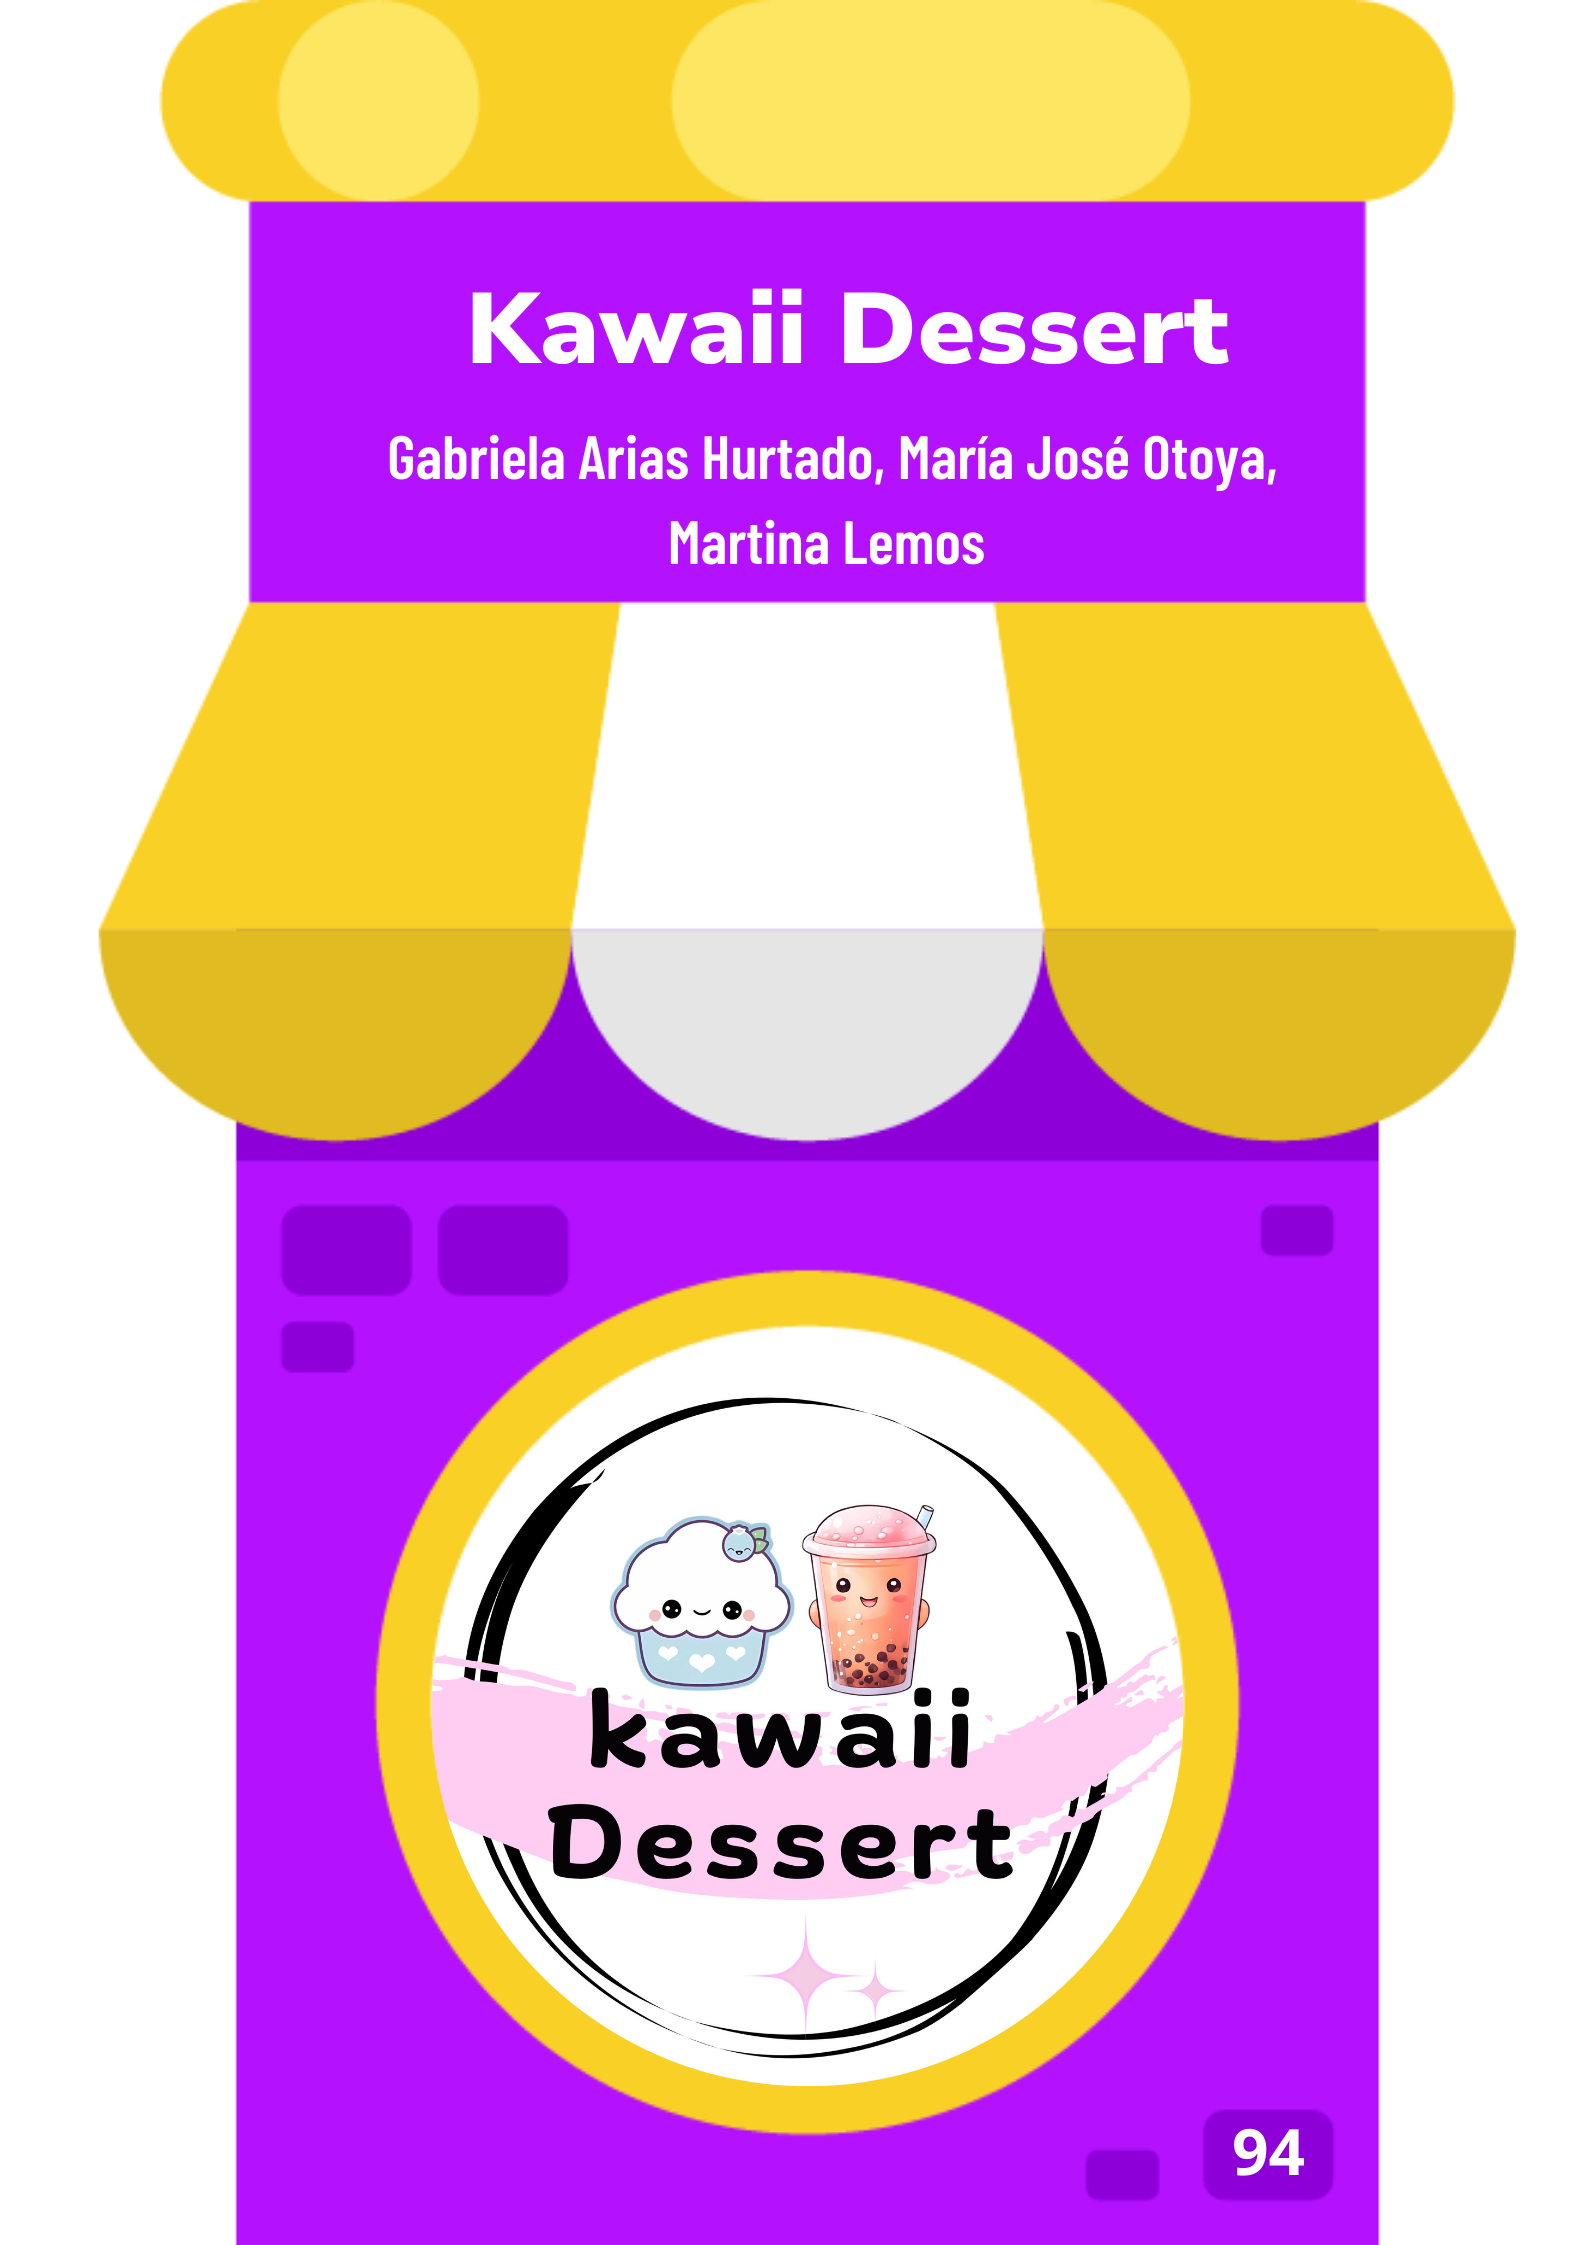 Kawaii Dessert
Gabriela Arias Hurtado, María José Otoya,
Martina Lemos
kawaii
Dessert
94